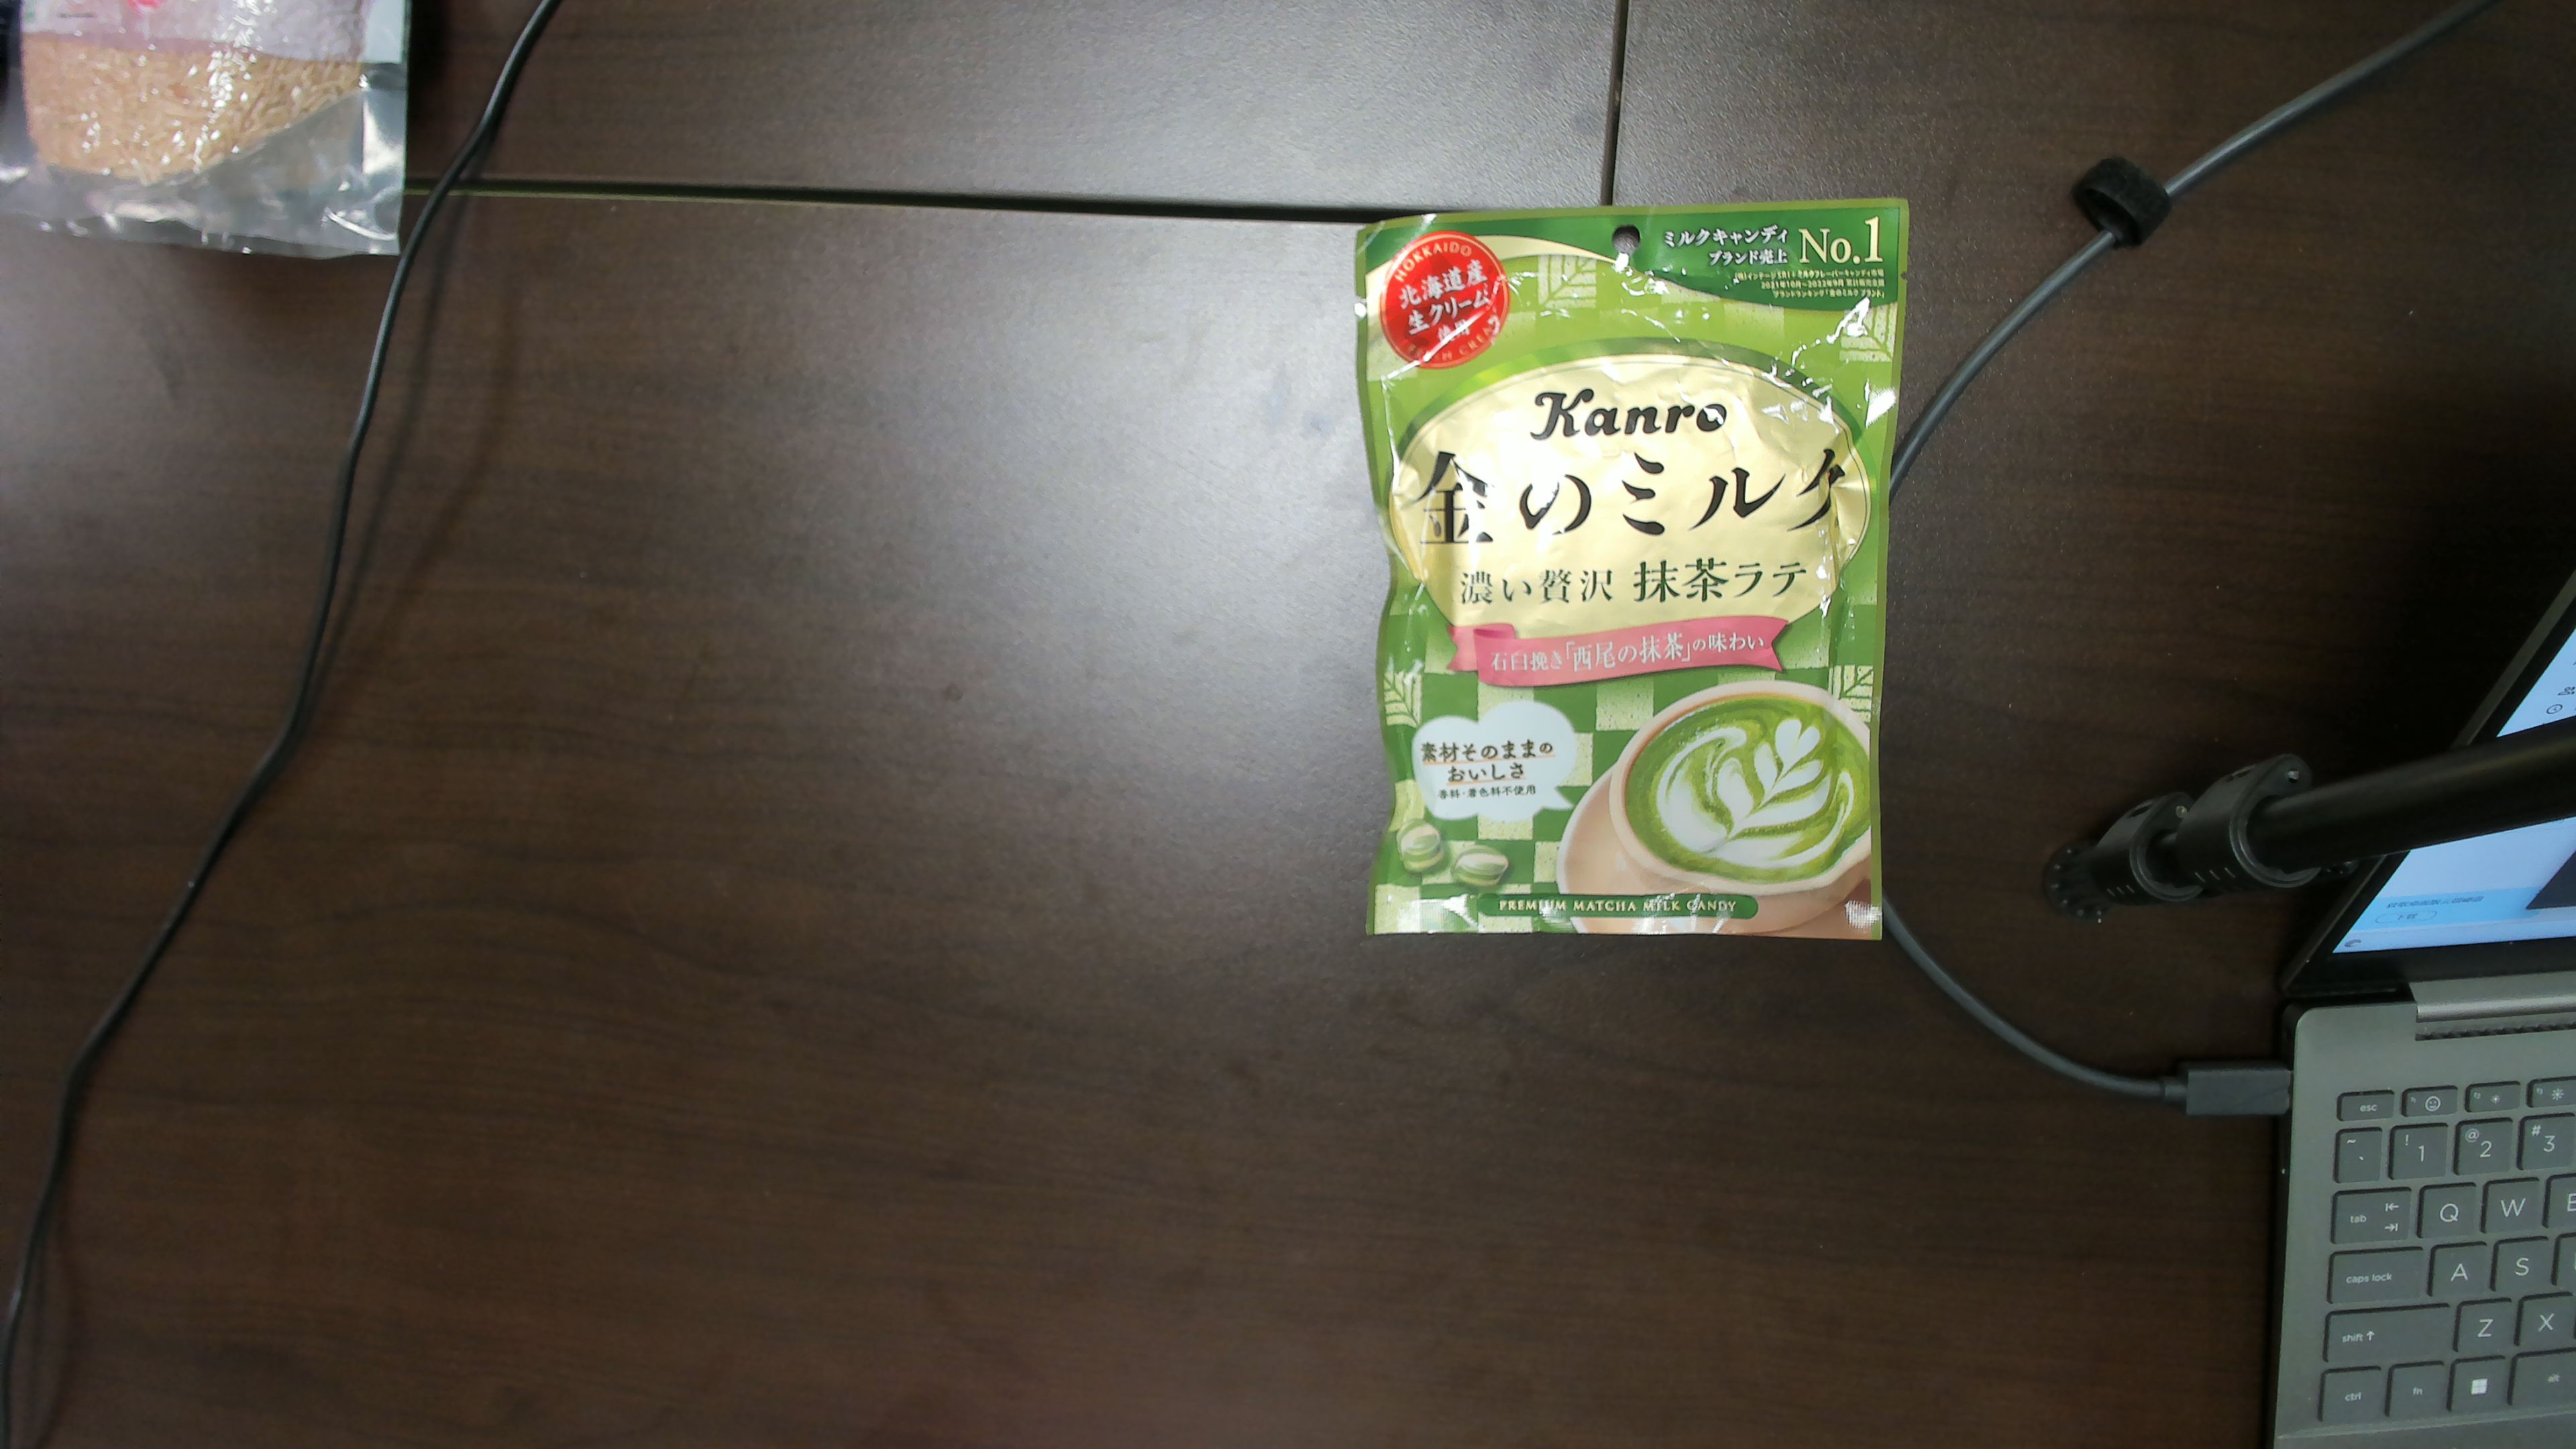 HOKKAIDO
北海道産
生クリーム
使用
FRESH CREAM
ミルクキャンディ
ブランド売上 No.1
Kanro
金のミルク
濃い贅沢 抹茶ラテ
石臼挽き「西尾の抹茶」の味わい
素材そのままの
おいしさ
香料・着色料不使用
PREMIUM MATCHA MILK CANDY
esc
~ ` ! 1 @ 2 # 3
tab Q W E
caps lock A S
shift ↑ Z X
ctrl fn alt